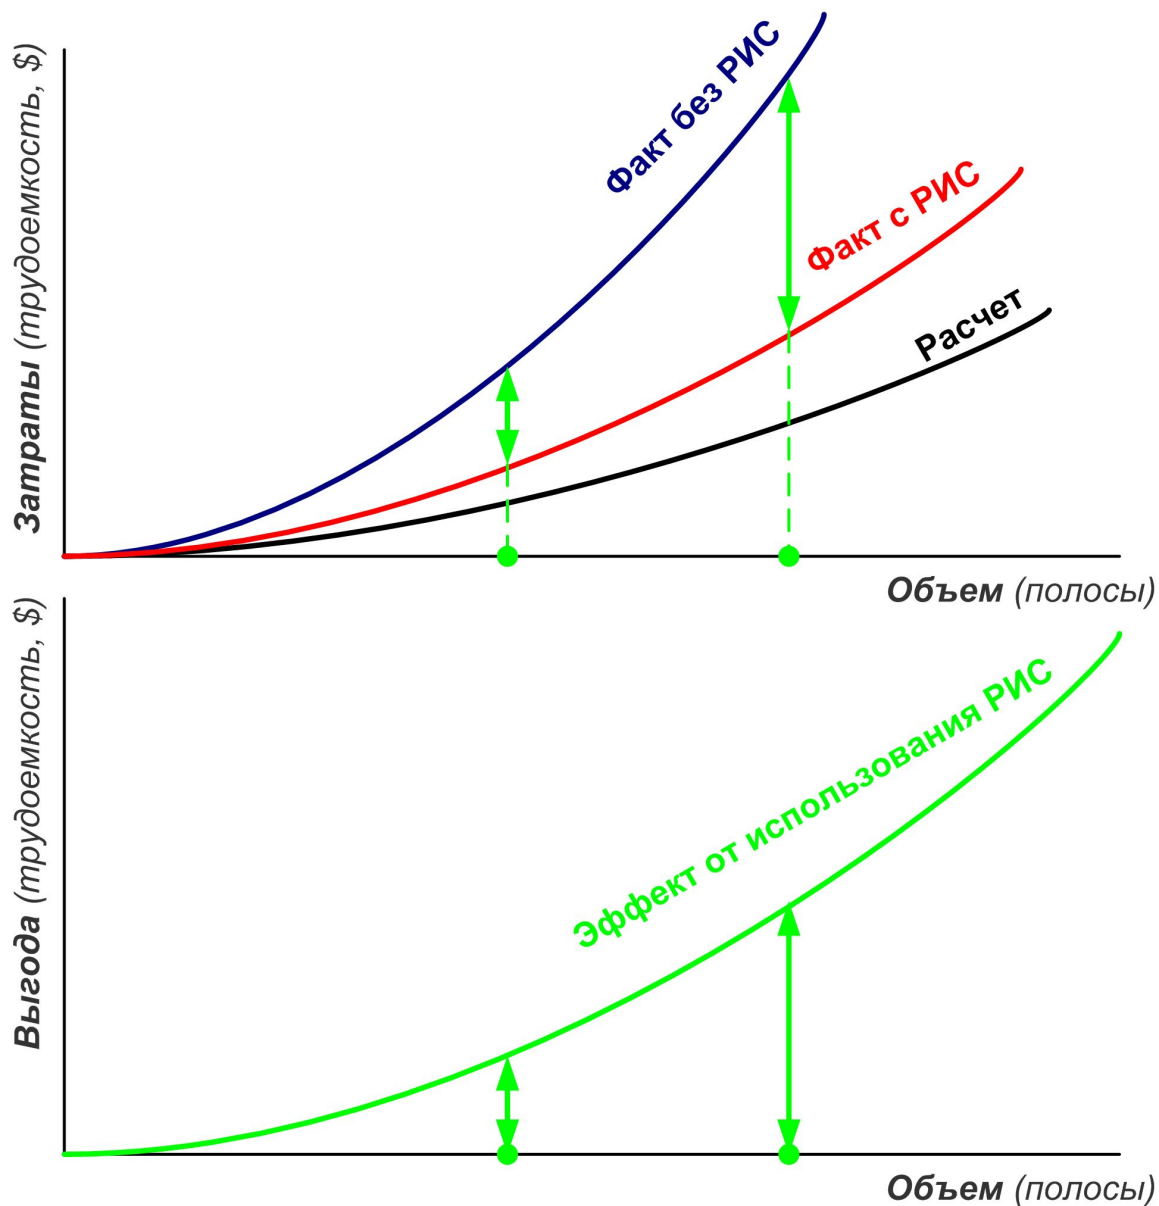 Затраты (трудоемкость, $)
Факт без РИС
Факт с РИС
Расчет
Объем (полосы)
Выгода (трудоемкость, $)
Эффект от использования РИС
Объем (полосы)